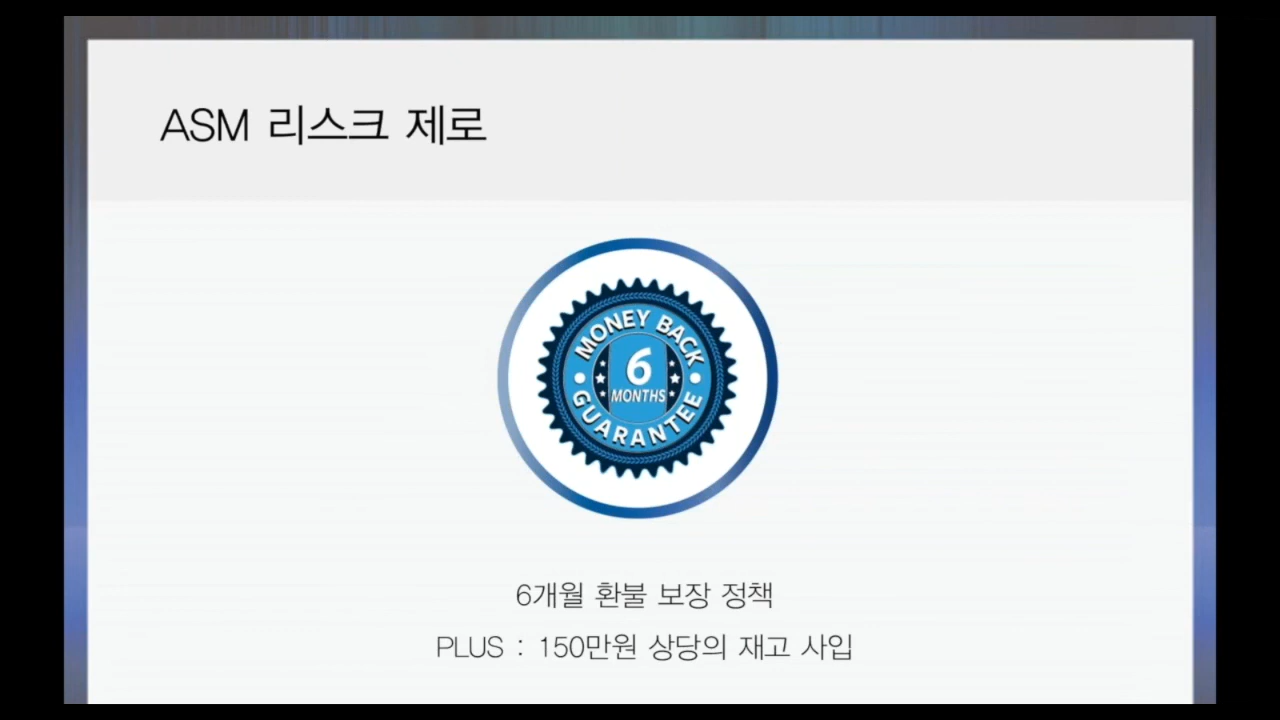 ASM 리스크 제로
MONEY BACK
6
MONTHS
GUARANTEE
6개월 환불 보장 정책
PLUS : 150만원 상당의 재고 사입